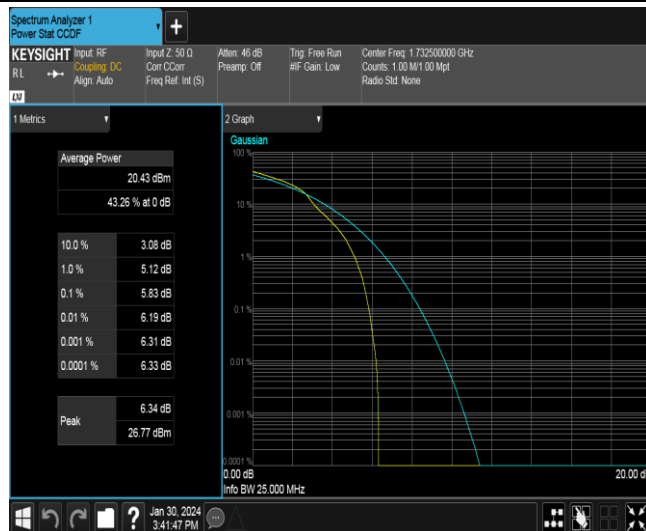 Spectrum Analyzer 1
Power Stat CCDF
+
KEYSIGHT
RL
LXI
Input: RF
Coupling: DC
Align: Auto
Input Z: 50 Ω
Corr CCorr
Freq Ref: Int (S)
Atten: 46 dB
Preamp: Off
Trig: Free Run
#IF Gain: Low
Center Freq: 1.732500000 GHz
Counts: 1.00 M/1.00 Mpt
Radio Std: None
1 Metrics
Average Power
20.43 dBm
43.26 % at 0 dB
10.0 % 3.08 dB
1.0 % 5.12 dB
0.1 % 5.83 dB
0.01 % 6.19 dB
0.001 % 6.31 dB
0.0001 % 6.33 dB
Peak
6.34 dB
26.77 dBm
2 Graph
Gaussian
100 %
10 %
1 %
0.1 %
0.01 %
0.001 %
0.0001 %
0.00 dB
20.00 d
Info BW 25.000 MHz
?
Jan 30, 2024
3:41:47 PM